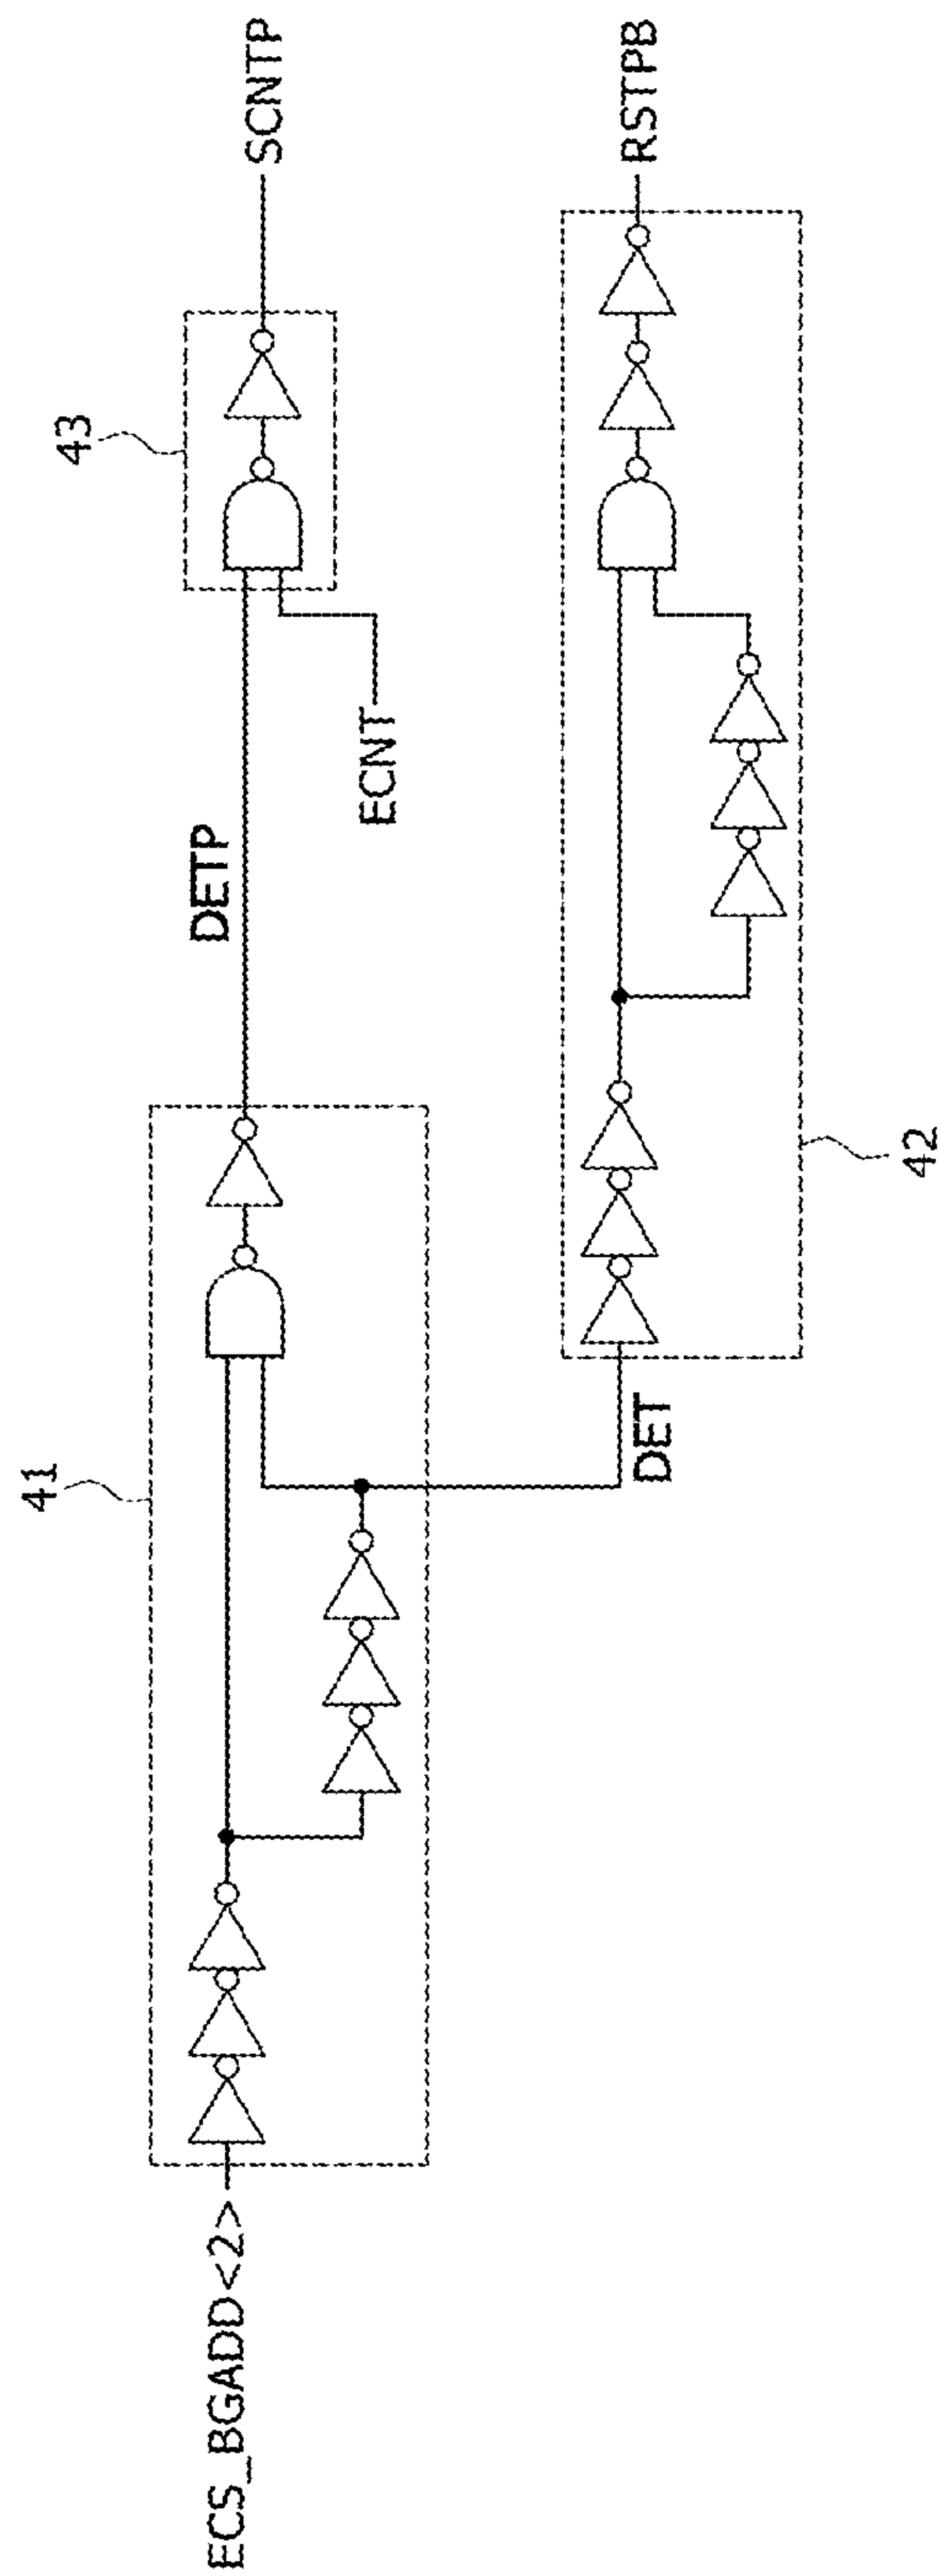 41
43
ECS_BGADD<2>
DETP
SCNTP
ECNT
DET
RSTPB
42